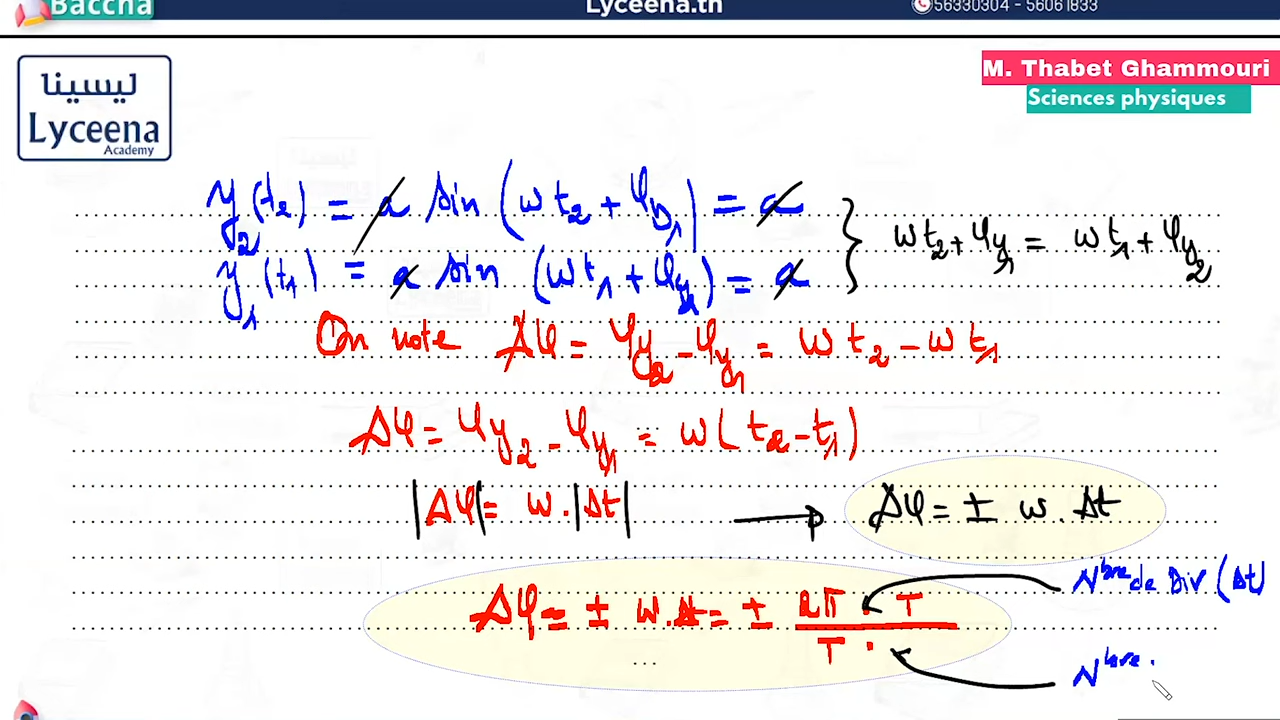 Baccha
Lyceena.tn
56330304 - 56061833
ليسينا
Lyceena
Academy
M. Thabet Ghammouri
Sciences physiques
y₂(t₂) = a sin (ωt₂ + φy₁) = a
y₁(t₁) = a sin (ωt₁ + φy₂) = a
} ωt₂ + φy₁ = ωt₁ + φy₂
On note Δφ = φy₂ - φy₁ = ωt₂ - ωt₁
Δφ = φy₂ - φy₁ = ω(t₂ - t₁)
|Δφ| = ω.|Δt| → Δφ = ± ω. Δt
Δφ = ± ω.Δt = ± 2π . T / T .
Nbre de Div (Δt)
Nbre.
...